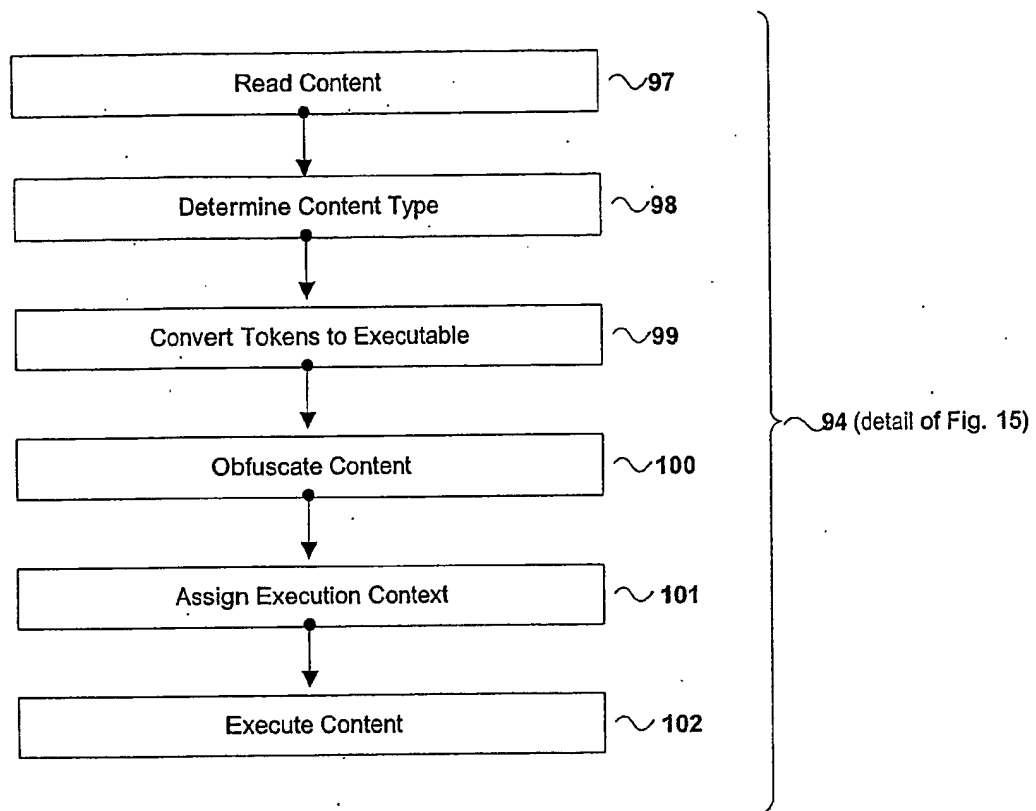 Read Content 97
Determine Content Type 98
Convert Tokens to Executable 99
94 (detail of Fig. 15)
Obfuscate Content 100
Assign Execution Context 101
Execute Content 102